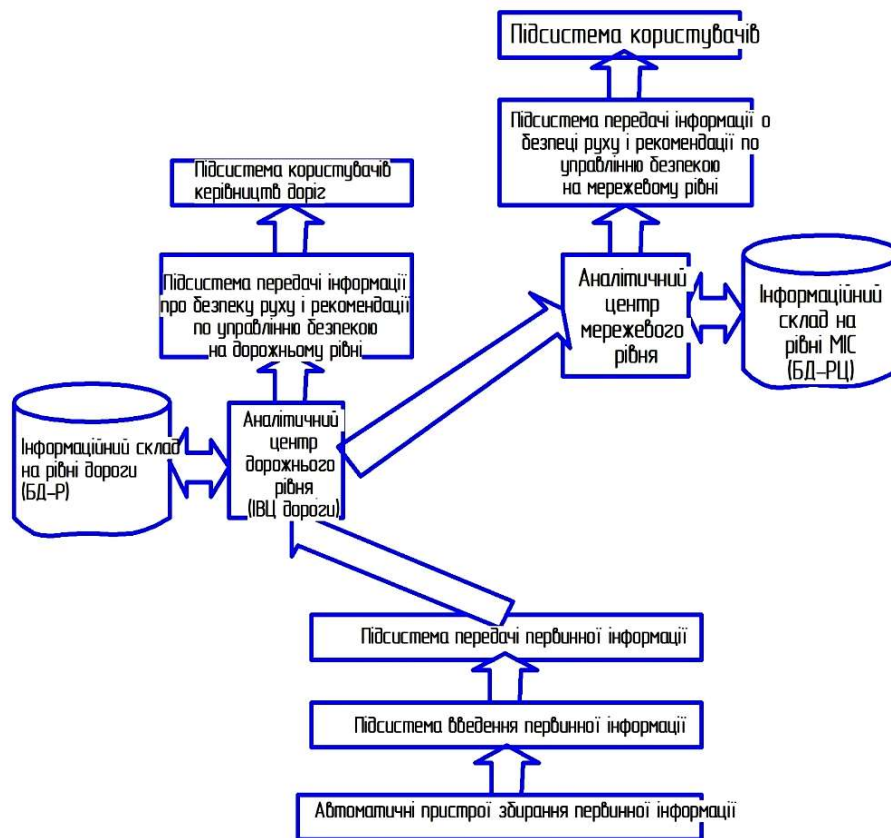 Підсистема користувачів
Підсистема передачі інформації о
безпеці руху і рекомендації по
управлінню безпекою
на мережевому рівні
Підсистема користувачів
керівництв доріг
Аналітичний
центр
мережевого
рівня
Інформаційний
склад на
рівні МІС
(БД-РЦ)
Підсистема передачі інформації
про безпеку руху і рекомендації
по управлінню безпекою
на дорожньому рівні
Інформаційний склад
на рівні дороги
(БД-Р)
Аналітичний
центр
дорожнього
рівня
(ІВЦ дороги)
Підсистема передачі первинної інформації
Підсистема введення первинної інформації
Автоматичні пристрої збирання первинної інформації